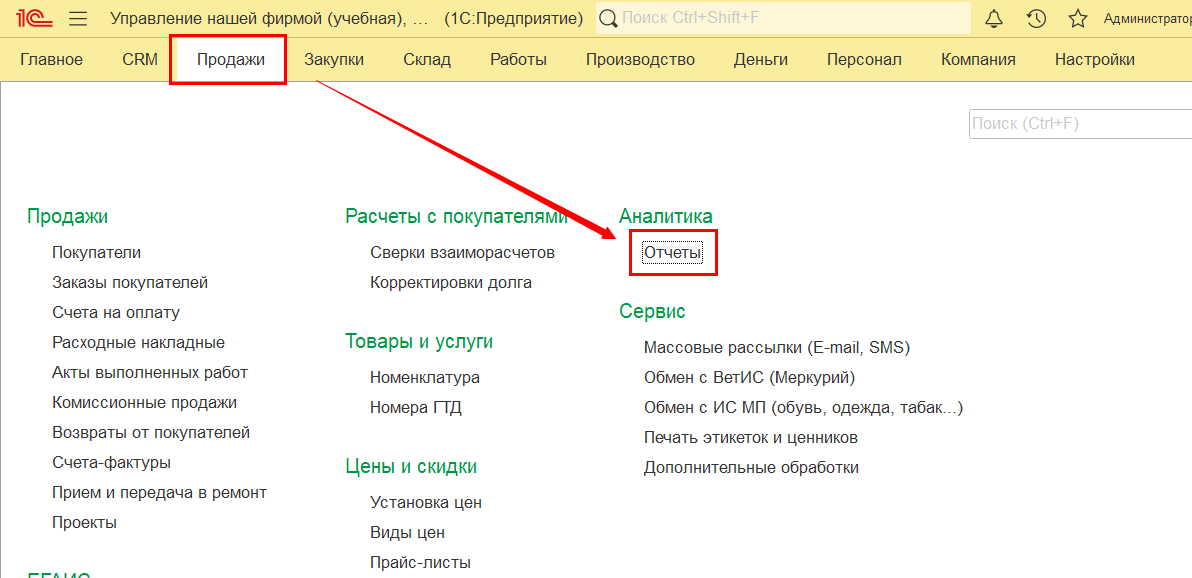 1С Управление нашей фирмой (учебная), ... (1С:Предприятие) Поиск Ctrl+Shift+F Администратор
Главное CRM Продажи Закупки Склад Работы Производство Деньги Персонал Компания Настройки
Поиск (Ctrl+F)
Продажи
Покупатели
Заказы покупателей
Счета на оплату
Расходные накладные
Акты выполненных работ
Комиссионные продажи
Возвраты от покупателей
Счета-фактуры
Прием и передача в ремонт
Проекты
ЕГАИС
Расчеты с покупателями
Сверки взаиморасчетов
Корректировки долга
Товары и услуги
Номенклатура
Номера ГТД
Цены и скидки
Установка цен
Виды цен
Прайс-листы
Аналитика
Отчеты
Сервис
Массовые рассылки (E-mail, SMS)
Обмен с ВетИС (Меркурий)
Обмен с ИС МП (обувь, одежда, табак...)
Печать этикеток и ценников
Дополнительные обработки